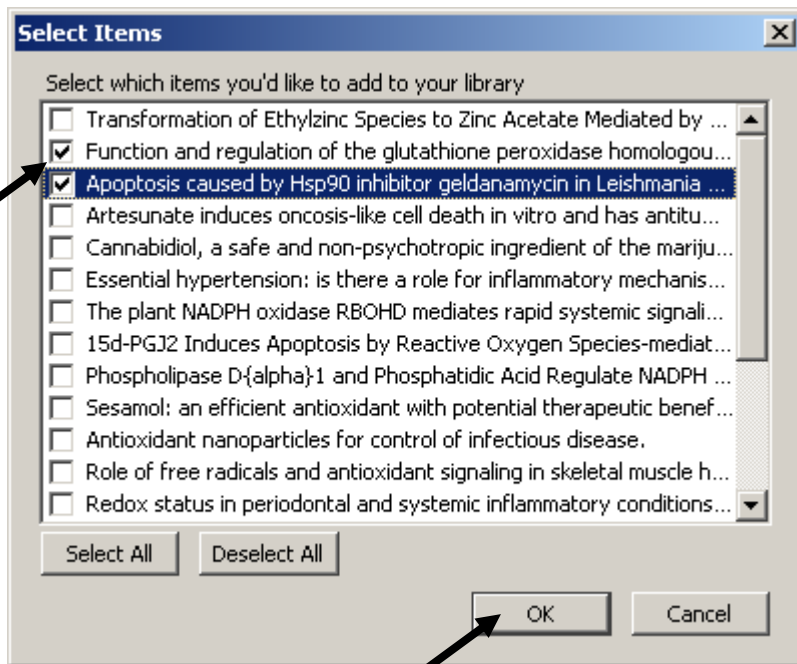 Select Items
Select which items you'd like to add to your library
Transformation of Ethylzinc Species to Zinc Acetate Mediated by ...
Function and regulation of the glutathione peroxidase homologou...
Apoptosis caused by Hsp90 inhibitor geldanamycin in Leishmania ...
Artesunate induces oncosis-like cell death in vitro and has antitu...
Cannabidiol, a safe and non-psychotropic ingredient of the mariju...
Essential hypertension: is there a role for inflammatory mechanis...
The plant NADPH oxidase RBOHD mediates rapid systemic signali...
15d-PGJ2 Induces Apoptosis by Reactive Oxygen Species-mediat...
Phospholipase D{alpha}1 and Phosphatidic Acid Regulate NADPH ...
Sesamol: an efficient antioxidant with potential therapeutic benef...
Antioxidant nanoparticles for control of infectious disease.
Role of free radicals and antioxidant signaling in skeletal muscle h...
Redox status in periodontal and systemic inflammatory conditions...
Select All Deselect All
OK Cancel